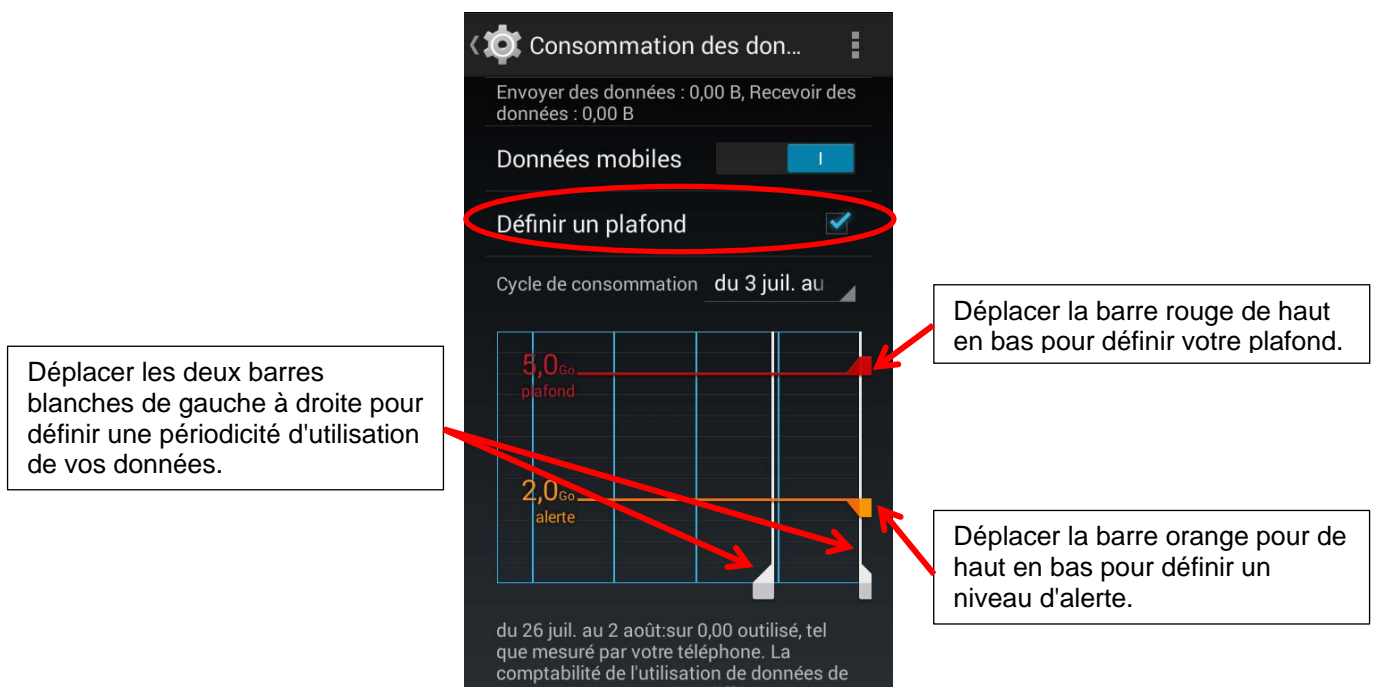 Consommation des don...
Envoyer des données : 0,00 B, Recevoir des
données : 0,00 B
Données mobiles
I
Définir un plafond
Cycle de consommation du 3 juil. au
5,0Go
plafond
2,0Go
alerte
du 26 juil. au 2 août:sur 0,00 outilisé, tel
que mesuré par votre téléphone. La
comptabilité de l'utilisation de données de
Déplacer les deux barres
blanches de gauche à droite pour
définir une périodicité d'utilisation
de vos données.
Déplacer la barre rouge de haut
en bas pour définir votre plafond.
Déplacer la barre orange pour de
haut en bas pour définir un
niveau d'alerte.